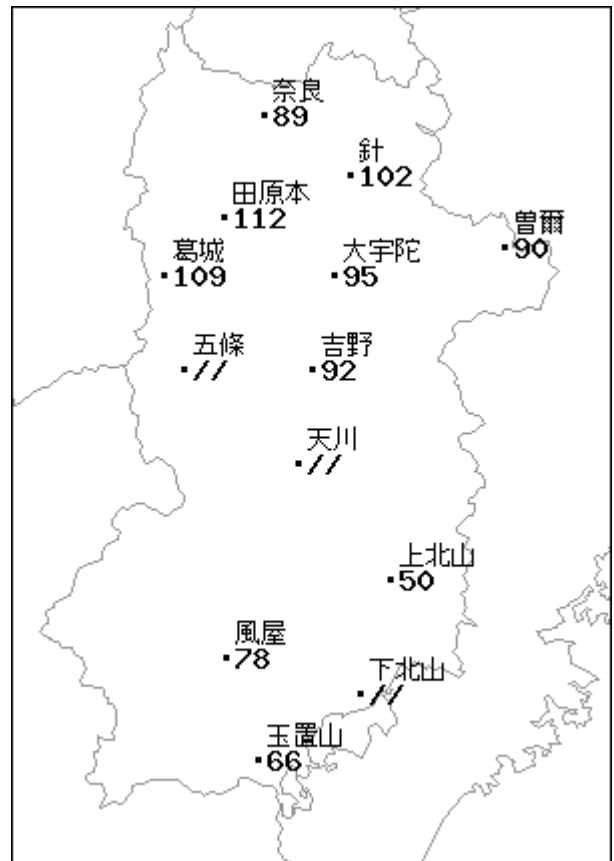 奈良
89
針
102
田原本
112
曽爾
90
葛城
109
大宇陀
95
五條
//
吉野
92
天川
//
上北山
50
風屋
78
下北山
//
玉置山
66